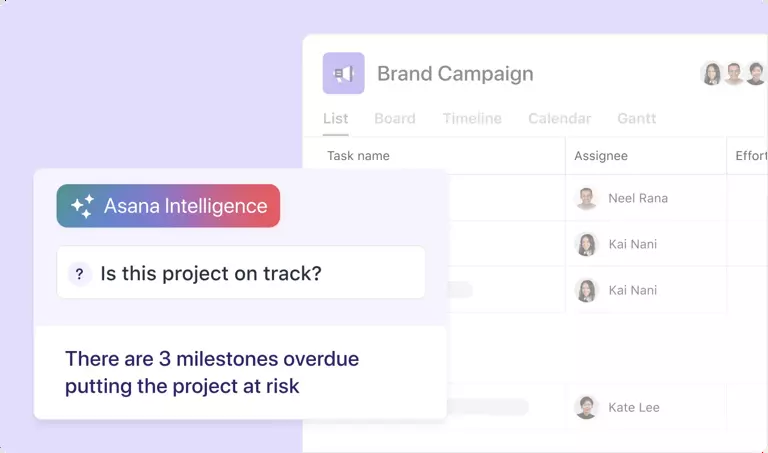 Brand Campaign
List Board Timeline Calendar Gantt
Task name Assignee Effort
Neel Rana
Kai Nani
Kai Nani
Kate Lee
Asana Intelligence
? Is this project on track?
There are 3 milestones overdue
putting the project at risk